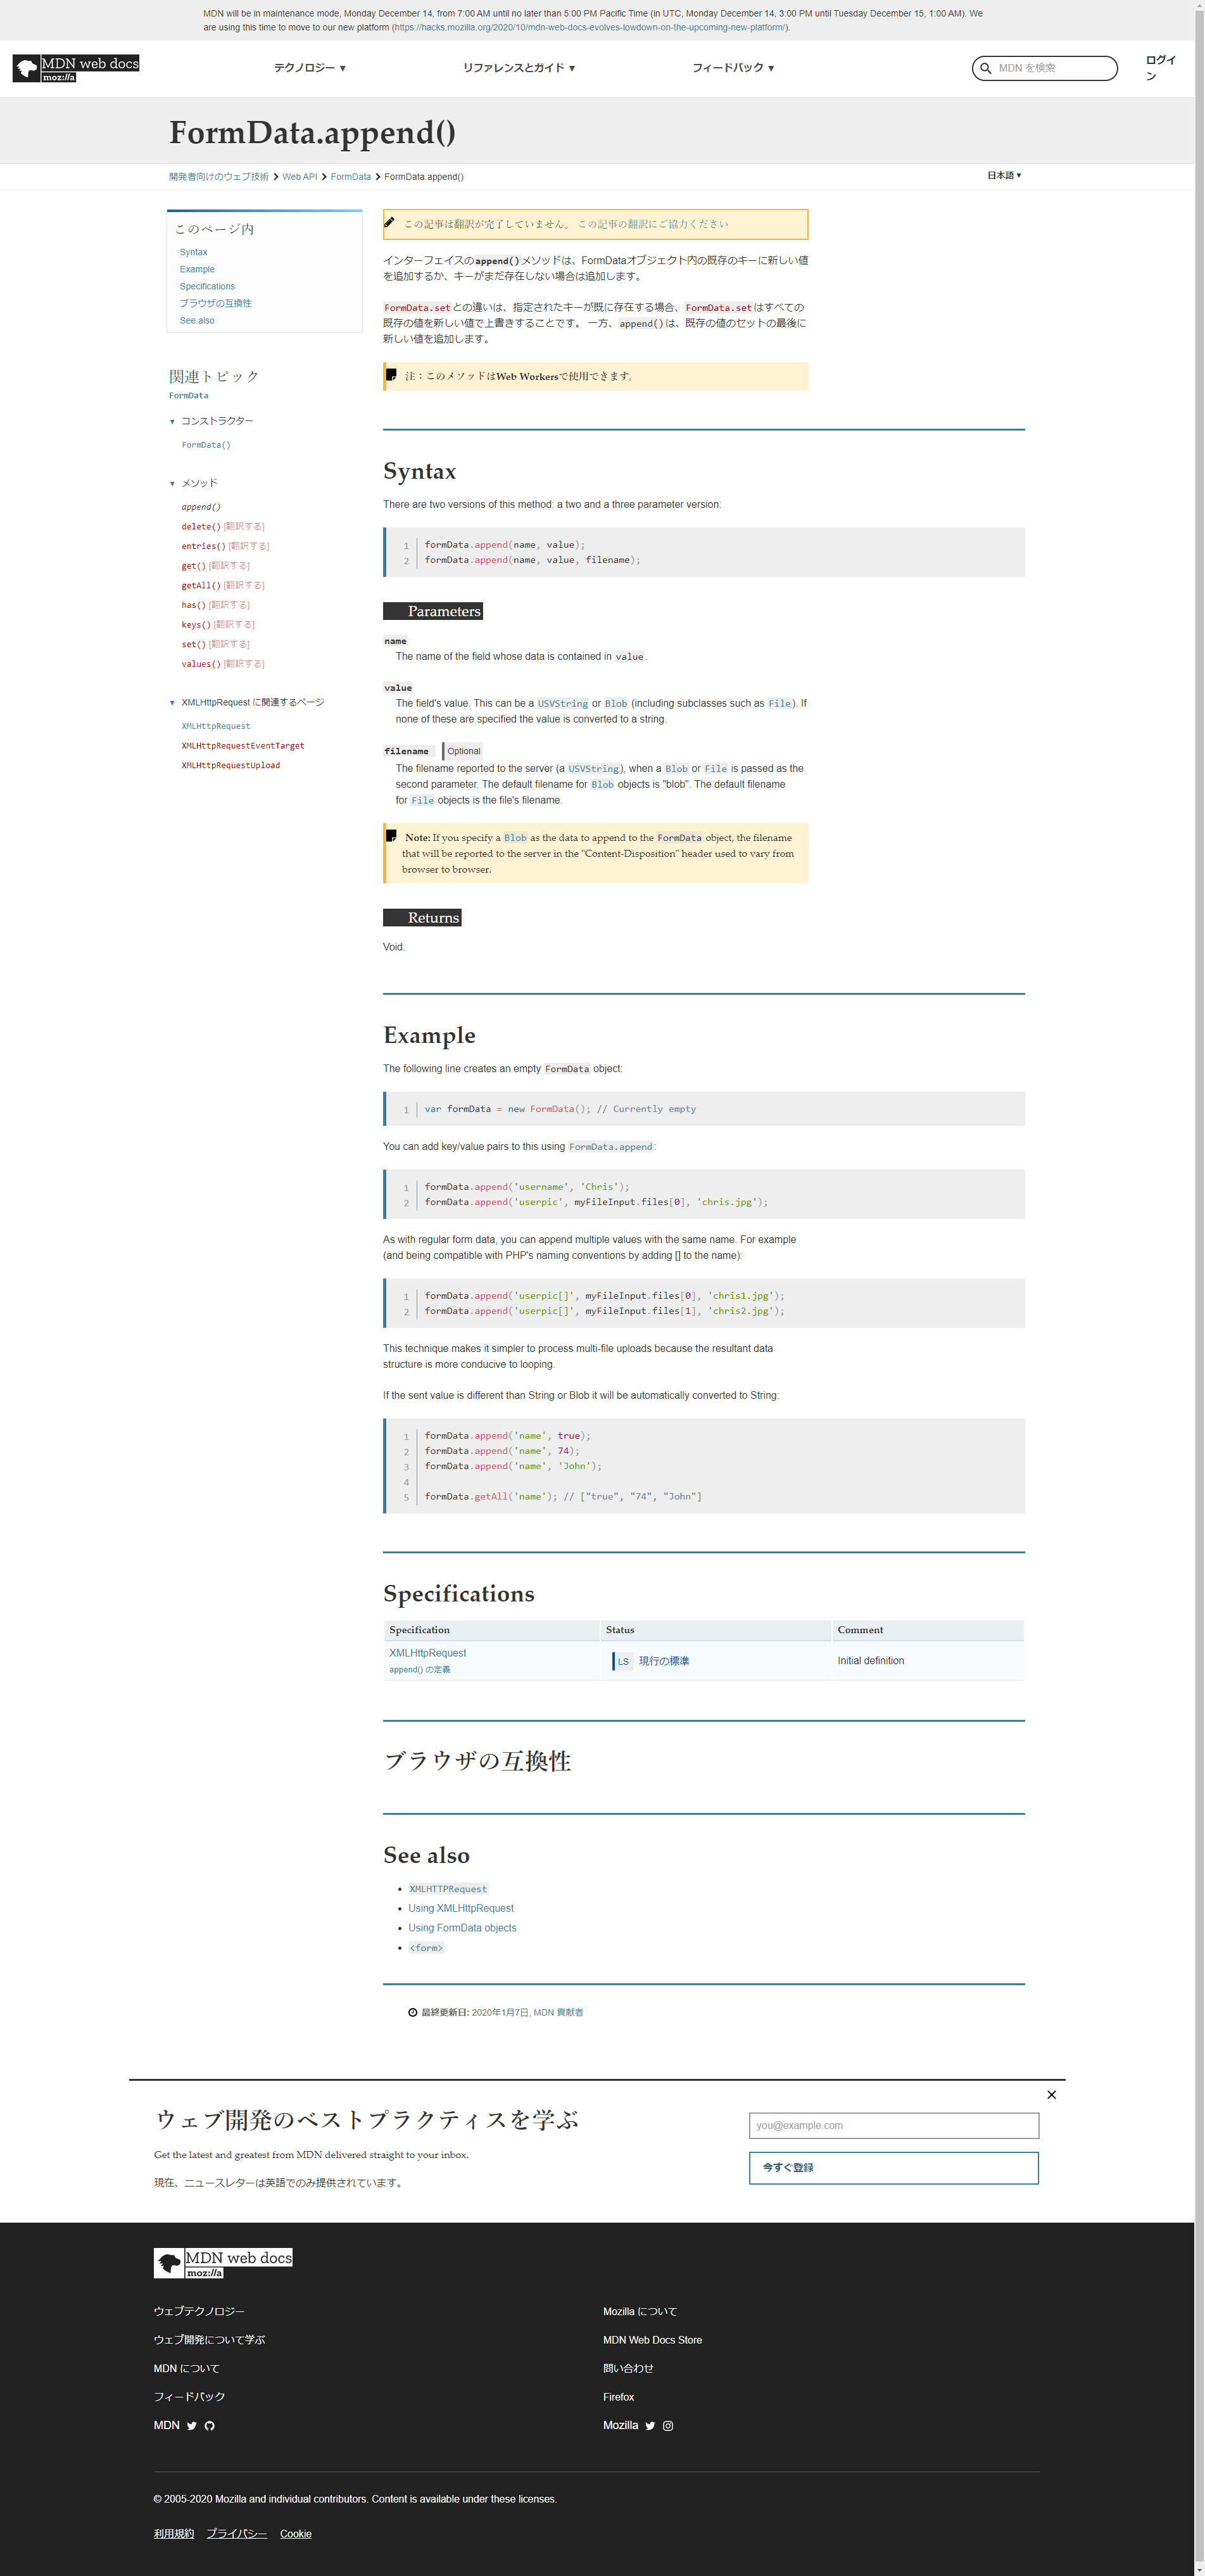 MDN will be in maintenance mode, Monday December 14, from 7:00 AM until no later than 5:00 PM Pacific Time (in UTC, Monday December 14, 3:00 PM until Tuesday December 15, 1:00 AM). We
are using this time to move to our new platform (https://hacks.mozilla.org/2020/10/mdn-web-docs-evolves-lowdown-on-the-upcoming-new-platform/).
MDN web docs
moz://a
テクノロジー ▼
リファレンスとガイド ▼
フィードバック ▼
MDN を検索
ログイ
ン
FormData.append()
開発者向けのウェブ技術 > Web API > FormData > FormData.append()
日本語 ▼
このページ内
Syntax
Example
Specifications
ブラウザの互換性
See also
関連トピック
FormData
▼ コンストラクター
FormData()
▼ メソッド
append()
delete() [翻訳する]
entries() [翻訳する]
get() [翻訳する]
getAll() [翻訳する]
has() [翻訳する]
keys() [翻訳する]
set() [翻訳する]
values() [翻訳する]
▼ XMLHttpRequest に関連するページ
XMLHttpRequest
XMLHttpRequestEventTarget
XMLHttpRequestUpload
この記事は翻訳が完了していません。 この記事の翻訳にご協力ください
インターフェイスのappend()メソッドは、FormDataオブジェクト内の既存のキーに新しい値
を追加するか、キーがまだ存在しない場合は追加します。
FormData.setとの違いは、指定されたキーが既に存在する場合、FormData.setはすべての
既存の値を新しい値で上書きすることです。 一方、append()は、既存の値のセットの最後に
新しい値を追加します。
注：このメソッドはWeb Workersで使用できます。
Syntax
There are two versions of this method: a two and a three parameter version:
1 formData.append(name, value);
2 formData.append(name, value, filename);
Parameters
name
The name of the field whose data is contained in value.
value
The field's value. This can be a USVString or Blob (including subclasses such as File). If
none of these are specified the value is converted to a string.
filename Optional
The filename reported to the server (a USVString), when a Blob or File is passed as the
second parameter. The default filename for Blob objects is "blob". The default filename
for File objects is the file's filename.
Note: If you specify a Blob as the data to append to the FormData object, the filename
that will be reported to the server in the "Content-Disposition" header used to vary from
browser to browser.
Returns
Void.
Example
The following line creates an empty FormData object:
1 var formData = new FormData(); // Currently empty
You can add key/value pairs to this using FormData.append:
1 formData.append('username', 'Chris');
2 formData.append('userpic', myFileInput.files[0], 'chris.jpg');
As with regular form data, you can append multiple values with the same name. For example
(and being compatible with PHP's naming conventions by adding [] to the name):
1 formData.append('userpic[]', myFileInput.files[0], 'chris1.jpg');
2 formData.append('userpic[]', myFileInput.files[1], 'chris2.jpg');
This technique makes it simpler to process multi-file uploads because the resultant data
structure is more conducive to looping.
If the sent value is different than String or Blob it will be automatically converted to String:
1 formData.append('name', true);
2 formData.append('name', 74);
3 formData.append('name', 'John');
4
5 formData.getAll('name'); // ["true", "74", "John"]
Specifications
Specification Status Comment
XMLHttpRequest
append() の定義
LS 現行の標準
Initial definition
ブラウザの互換性
See also
• XMLHTTPRequest
• Using XMLHttpRequest
• Using FormData objects
• <form>
最終更新日: 2020年1月7日, MDN 貢献者
ウェブ開発のベストプラクティスを学ぶ
Get the latest and greatest from MDN delivered straight to your inbox.
現在、ニュースレターは英語でのみ提供されています。
you@example.com
今すぐ登録
MDN web docs
moz://a
ウェブテクノロジー
ウェブ開発について学ぶ
MDN について
フィードバック
MDN
Mozilla について
MDN Web Docs Store
問い合わせ
Firefox
Mozilla
© 2005-2020 Mozilla and individual contributors. Content is available under these licenses.
利用規約 プライバシー Cookie